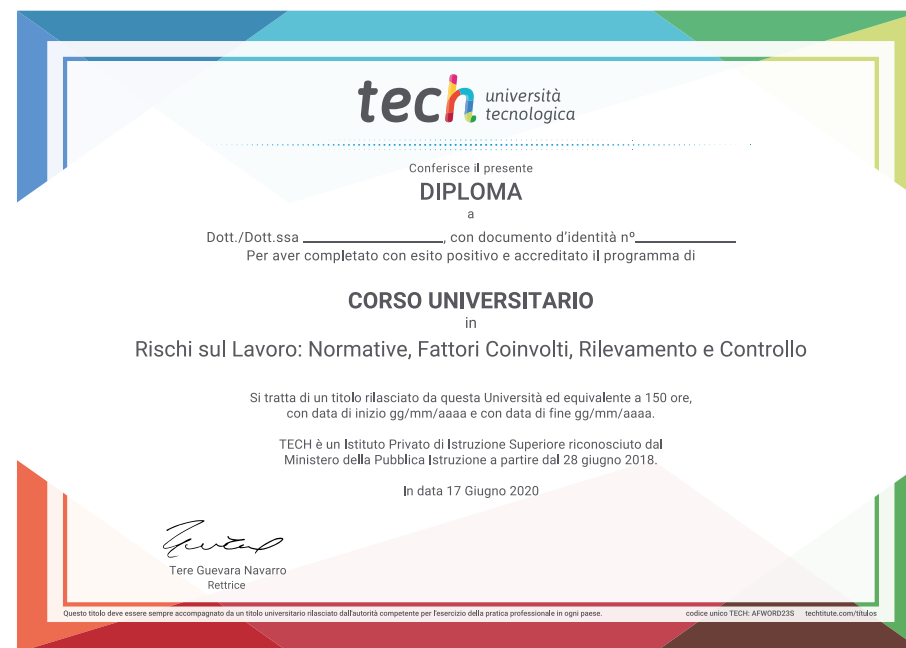 tech università
tecnologica
Conferisce il presente
DIPLOMA
a
Dott./Dott.ssa ____________________, con documento d'identità nº______________
Per aver completato con esito positivo e accreditato il programma di
CORSO UNIVERSITARIO
in
Rischi sul Lavoro: Normative, Fattori Coinvolti, Rilevamento e Controllo
Si tratta di un titolo rilasciato da questa Università ed equivalente a 150 ore,
con data di inizio gg/mm/aaaa e con data di fine gg/mm/aaaa.
TECH è un Istituto Privato di Istruzione Superiore riconosciuto dal
Ministero della Pubblica Istruzione a partire dal 28 giugno 2018.
In data 17 Giugno 2020
Tere Guevara Navarro
Rettrice
Questo titolo deve essere sempre accompagnato da un titolo universitario rilasciato dall'autorità competente per l'esercizio della pratica professionale in ogni paese. codice unico TECH: AFWORD23S techtitute.com/títulos